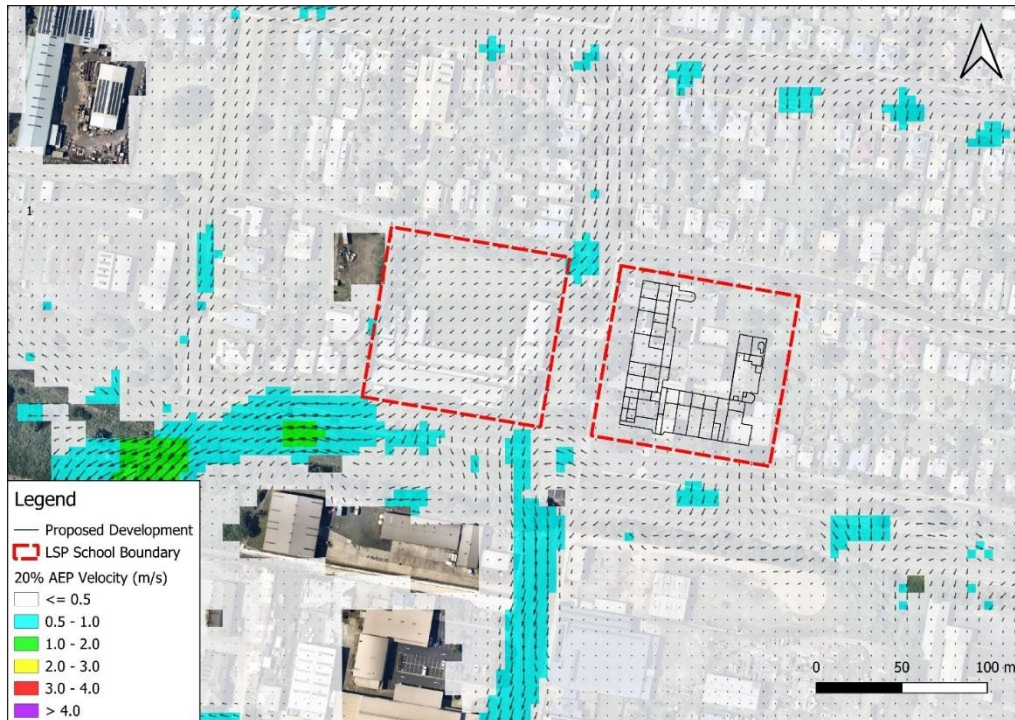 1
Legend
Proposed Development
LSP School Boundary
20% AEP Velocity (m/s)
<= 0.5
0.5 - 1.0
1.0 - 2.0
2.0 - 3.0
3.0 - 4.0
> 4.0
0 50 100 m